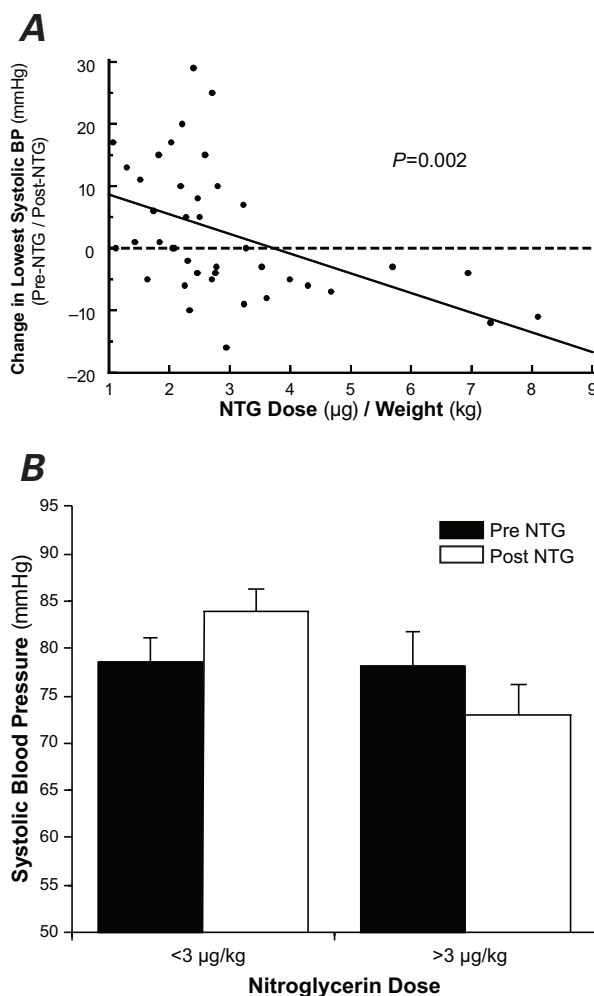 A
Change in Lowest Systolic BP (mmHg)
(Pre-NTG / Post-NTG)
30
20
10
0
−10
−20
P=0.002
1 2 3 4 5 6 7 8 9
NTG Dose (µg) / Weight (kg)
B
Systolic Blood Pressure (mmHg)
95
90
85
80
75
70
65
60
55
50
Pre NTG
Post NTG
<3 µg/kg >3 µg/kg
Nitroglycerin Dose